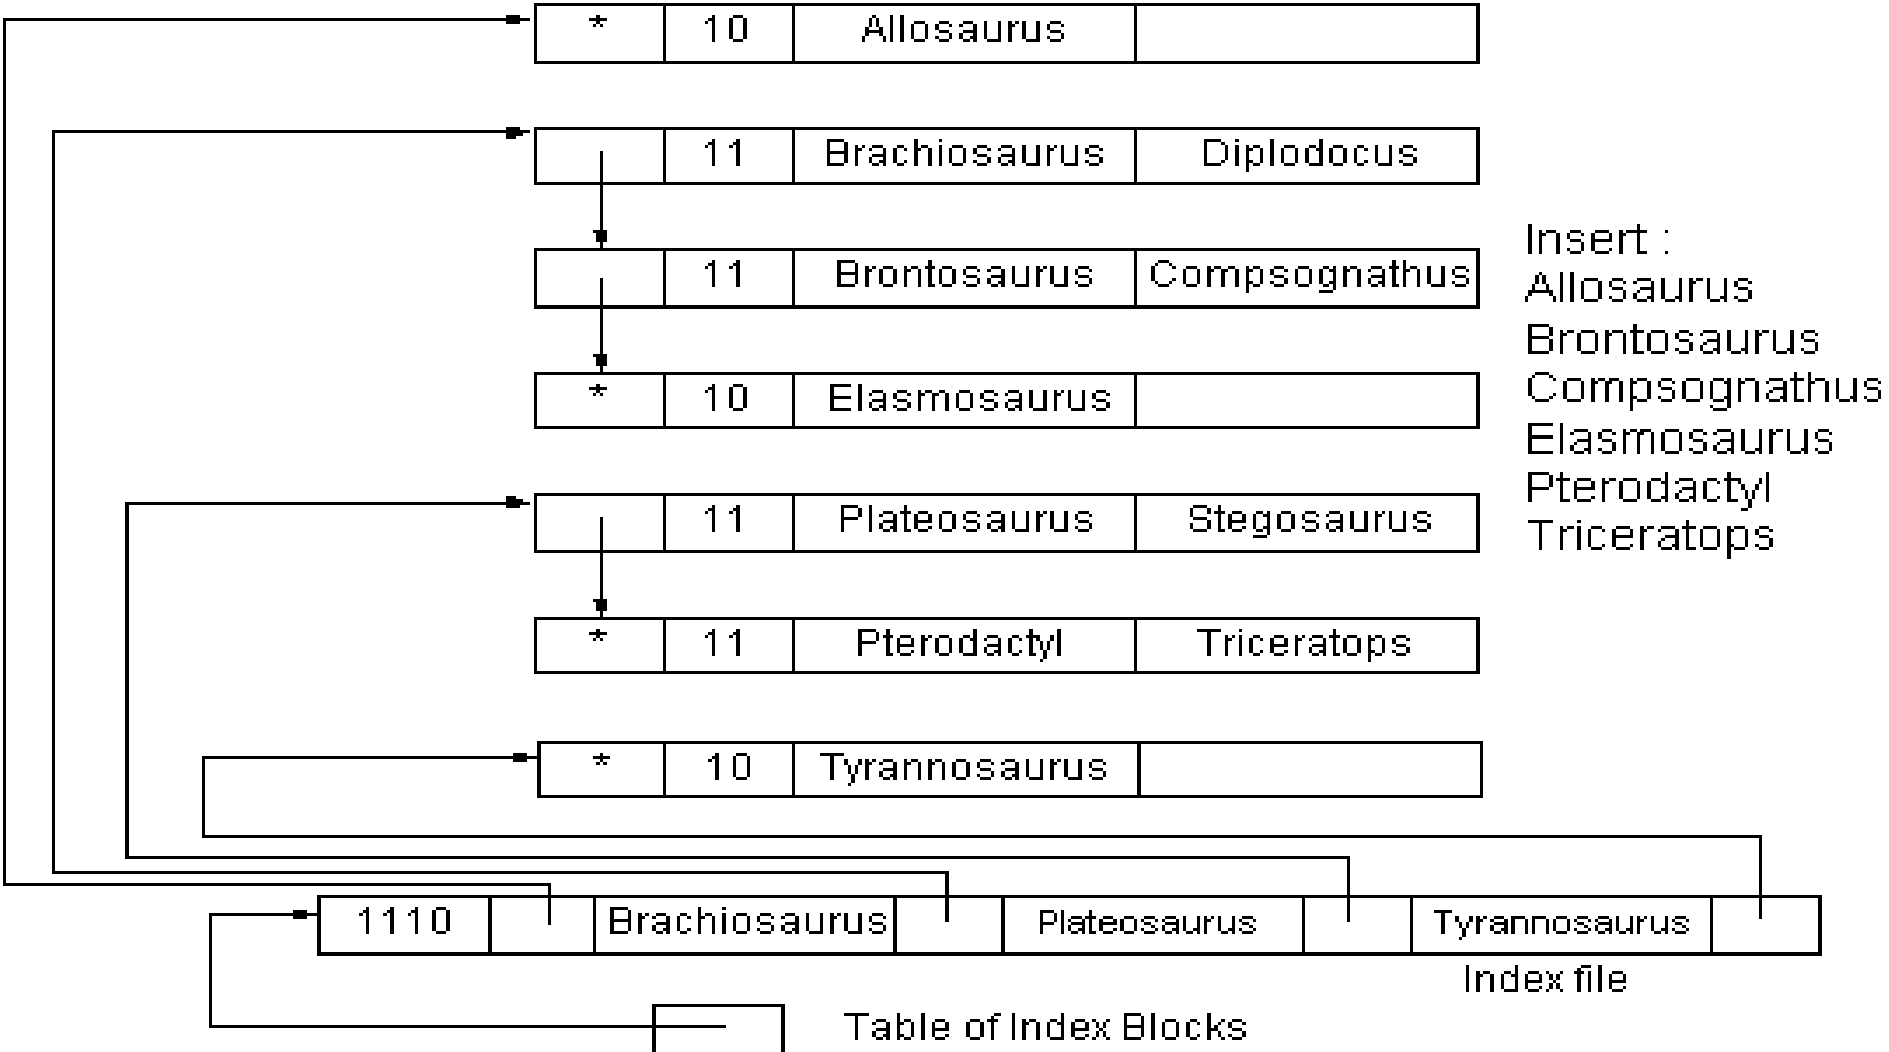 * 10 Allosaurus
11 Brachiosaurus Diplodocus
11 Brontosaurus Compsognathus
* 10 Elasmosaurus
11 Plateosaurus Stegosaurus
* 11 Pterodactyl Triceratops
* 10 Tyrannosaurus
Insert :
Allosaurus
Brontosaurus
Compsognathus
Elasmosaurus
Pterodactyl
Triceratops
1110 Brachiosaurus Plateosaurus Tyrannosaurus
Index file
Table of Index Blocks